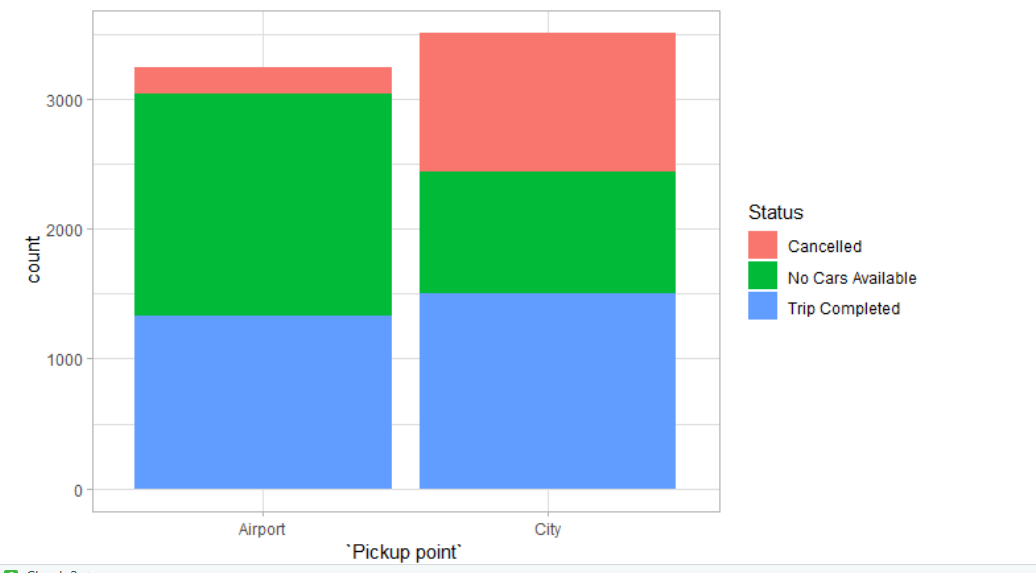 3000
2000
1000
0
count
Airport
City
`Pickup point`
Status
Cancelled
No Cars Available
Trip Completed